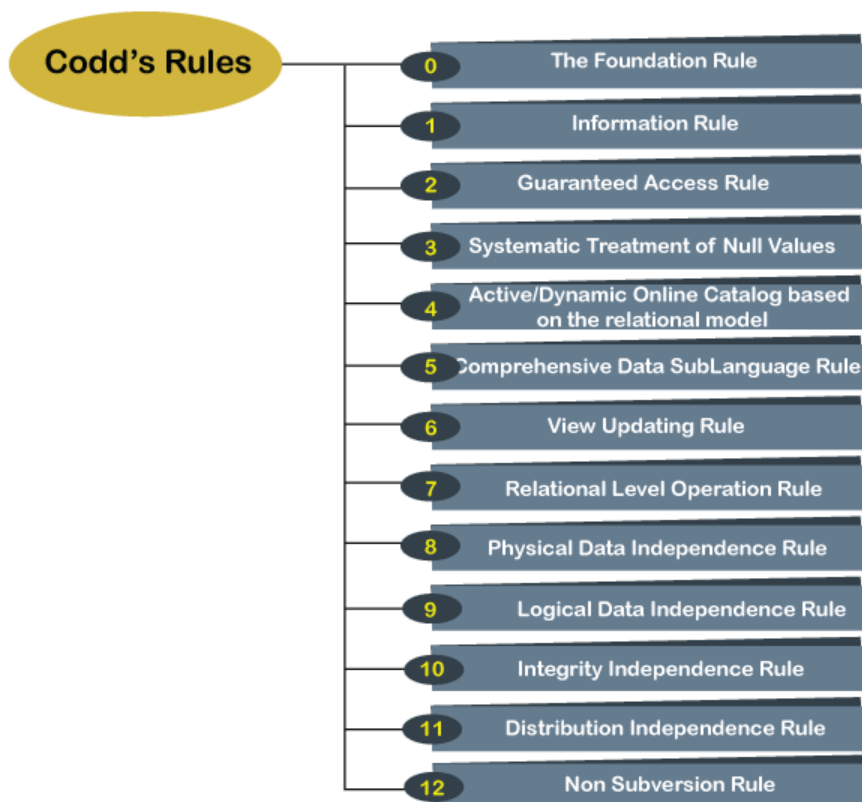 Codd's Rules
0 The Foundation Rule
1 Information Rule
2 Guaranteed Access Rule
3 Systematic Treatment of Null Values
4 Active/Dynamic Online Catalog based
on the relational model
5 Comprehensive Data SubLanguage Rule
6 View Updating Rule
7 Relational Level Operation Rule
8 Physical Data Independence Rule
9 Logical Data Independence Rule
10 Integrity Independence Rule
11 Distribution Independence Rule
12 Non Subversion Rule